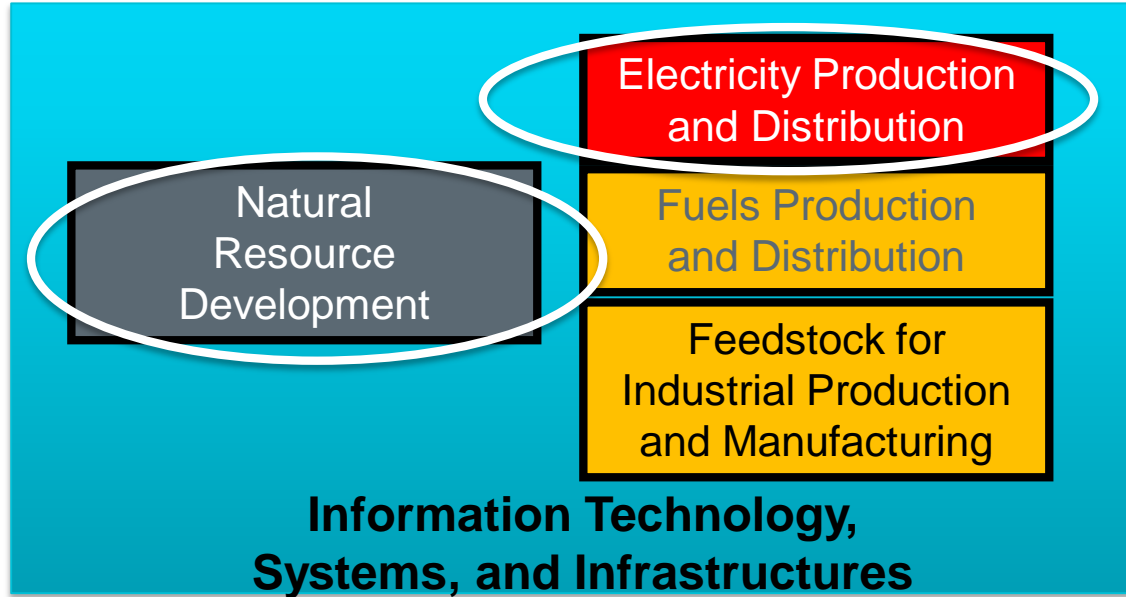 Electricity Production
and Distribution
Natural
Resource
Development
Fuels Production
and Distribution
Feedstock for
Industrial Production
and Manufacturing
Information Technology,
Systems, and Infrastructures